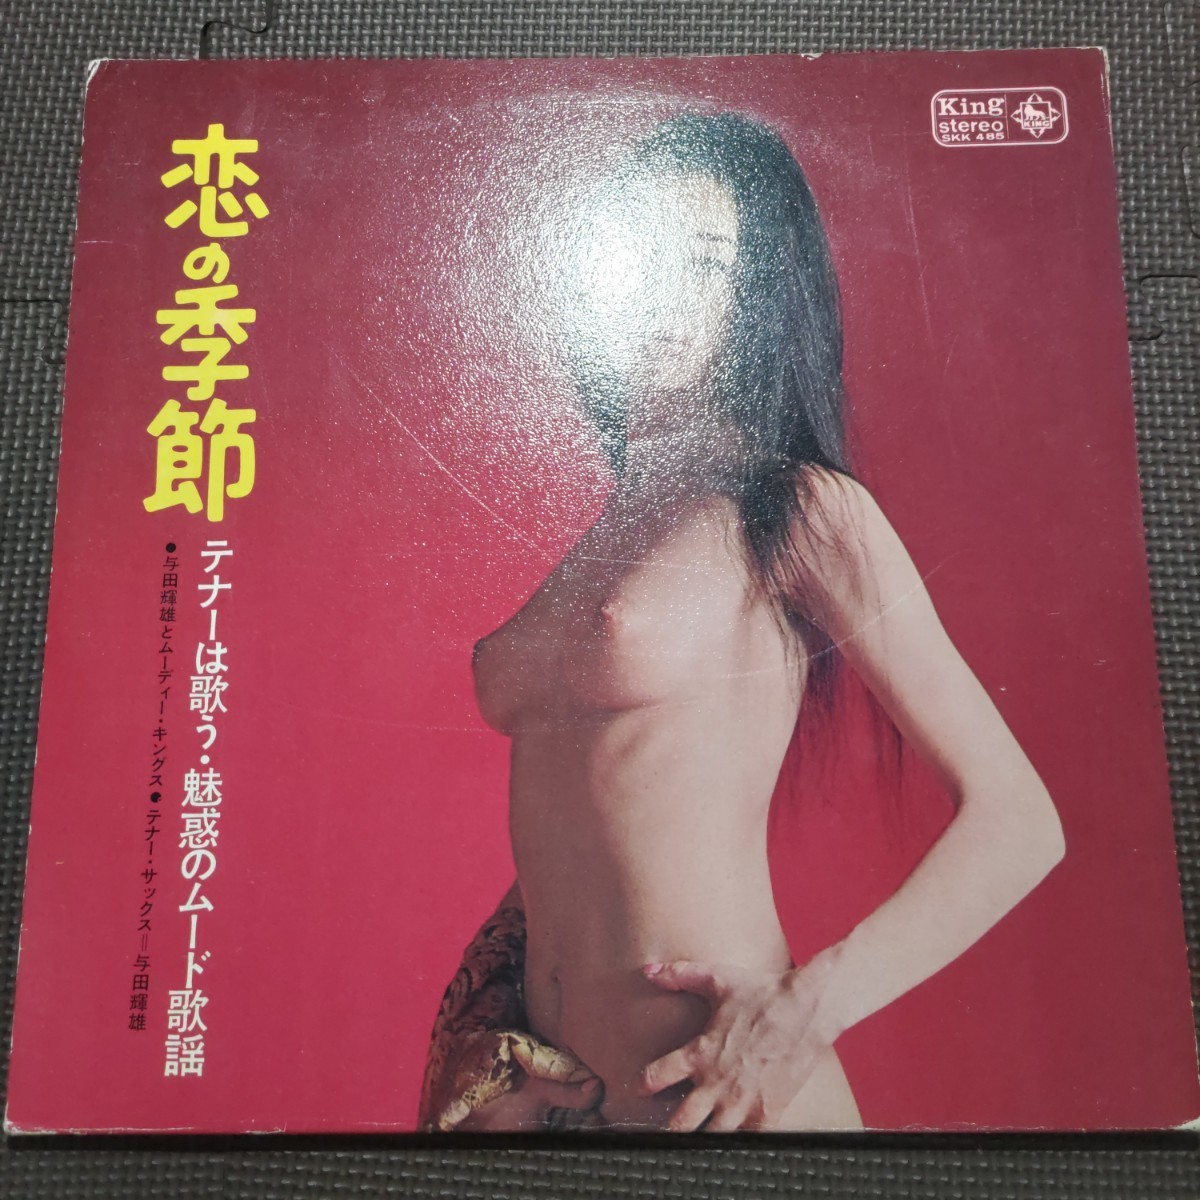 恋の季節
テナーは歌う・魅惑のムード歌謡
●与田輝雄とムーディー・キングス●テナー・サックス=与田輝雄
King
stereo
SKK 485
KING